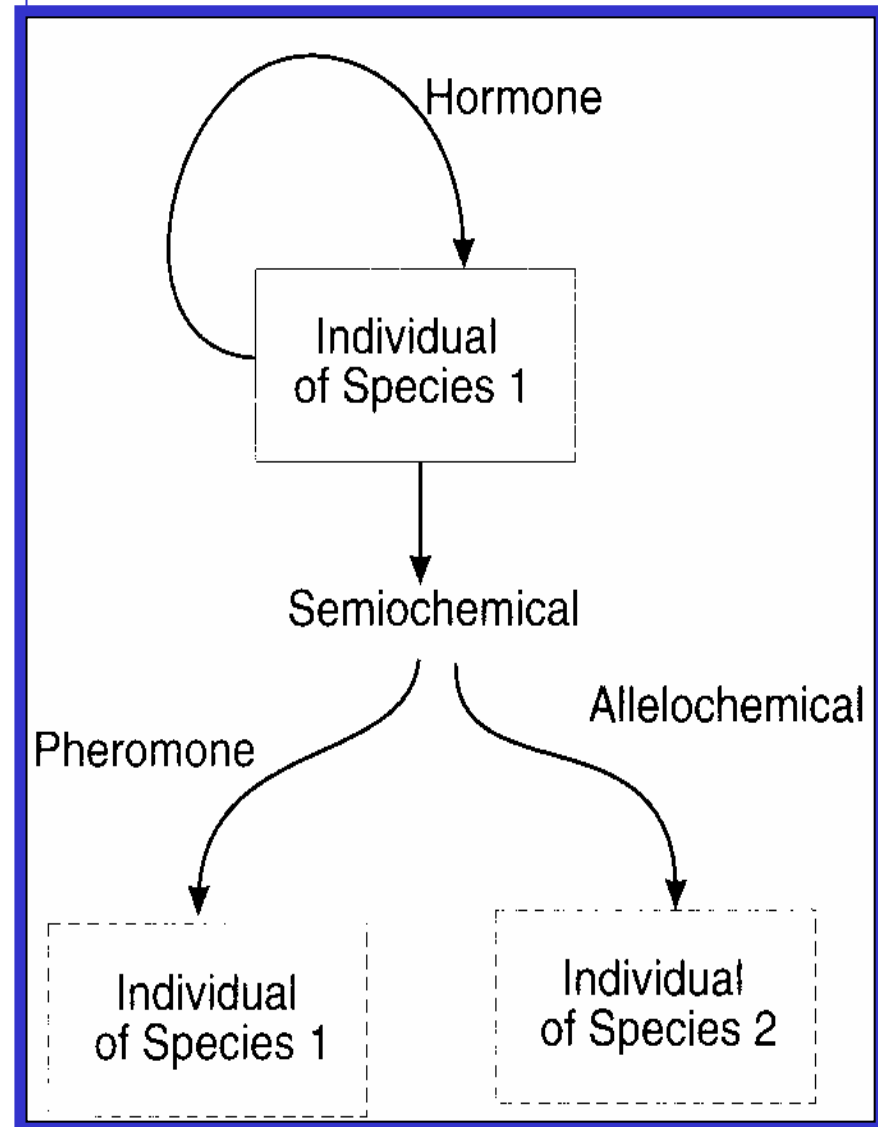 Hormone
Individual
of Species 1
Semiochemical
Allelochemical
Pheromone
Individual
of Species 1
Individual
of Species 2